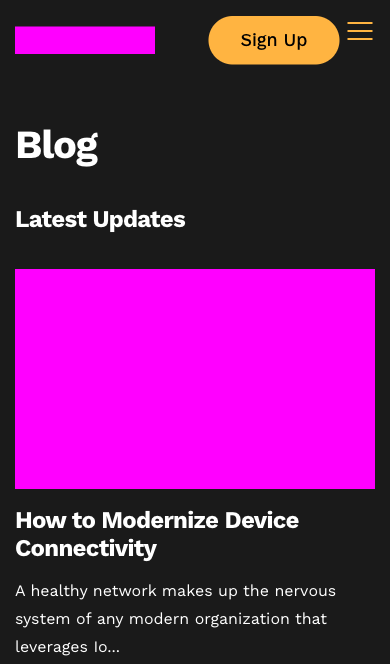 Sign Up
Blog
Latest Updates
How to Modernize Device
Connectivity
A healthy network makes up the nervous
system of any modern organization that
leverages Io...